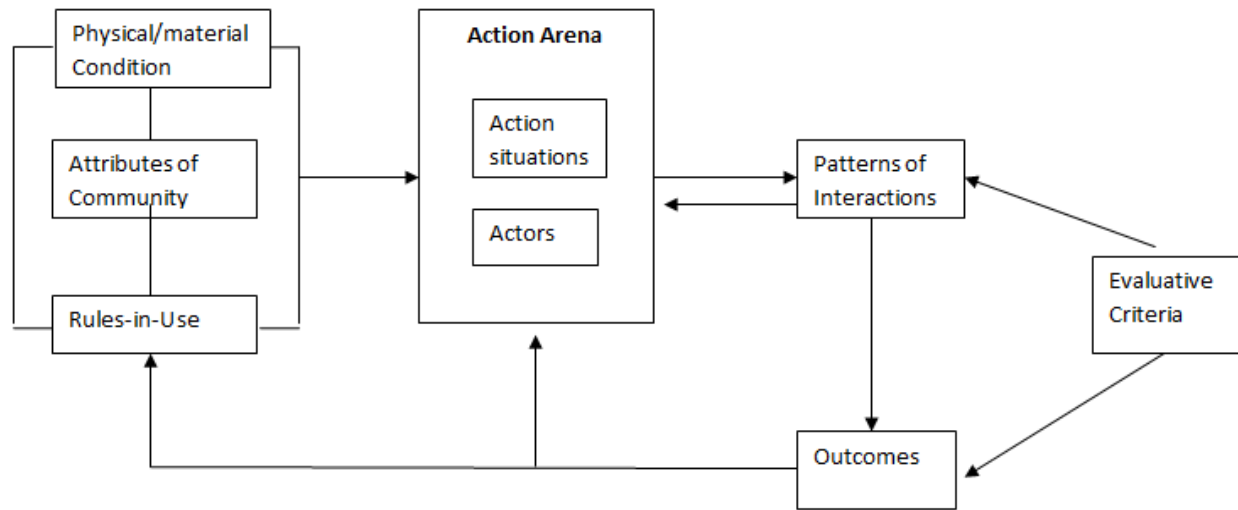 Physical/material
Condition
Attributes of
Community
Rules-in-Use
Action Arena
Action
situations
Actors
Patterns of
Interactions
Outcomes
Evaluative
Criteria